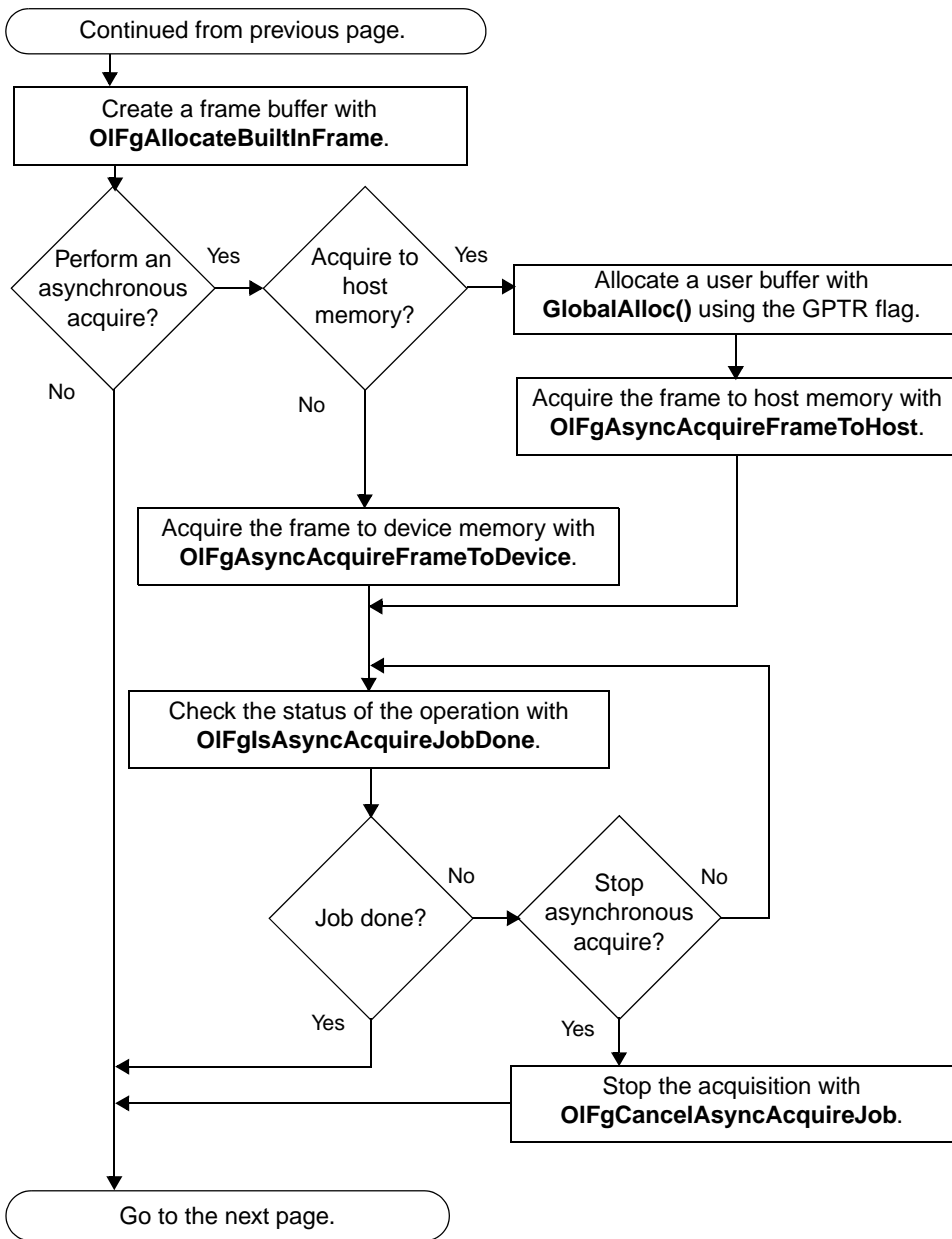 Continued from previous page.
Create a frame buffer with
OlFgAllocateBuiltInFrame.
Perform an
asynchronous
acquire?
Yes
No
Acquire to
host
memory?
Yes
No
Allocate a user buffer with
GlobalAlloc() using the GPTR flag.
Acquire the frame to host memory with
OlFgAsyncAcquireFrameToHost.
Acquire the frame to device memory with
OlFgAsyncAcquireFrameToDevice.
Check the status of the operation with
OlFgIsAsyncAcquireJobDone.
Job done?
No
Yes
Stop
asynchronous
acquire?
No
Yes
Stop the acquisition with
OlFgCancelAsyncAcquireJob.
Go to the next page.